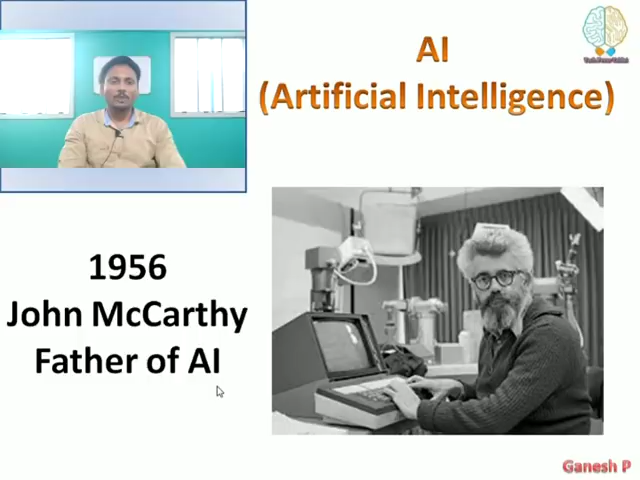 AI
(Artificial Intelligence)
1956
John McCarthy
Father of AI
Ganesh P